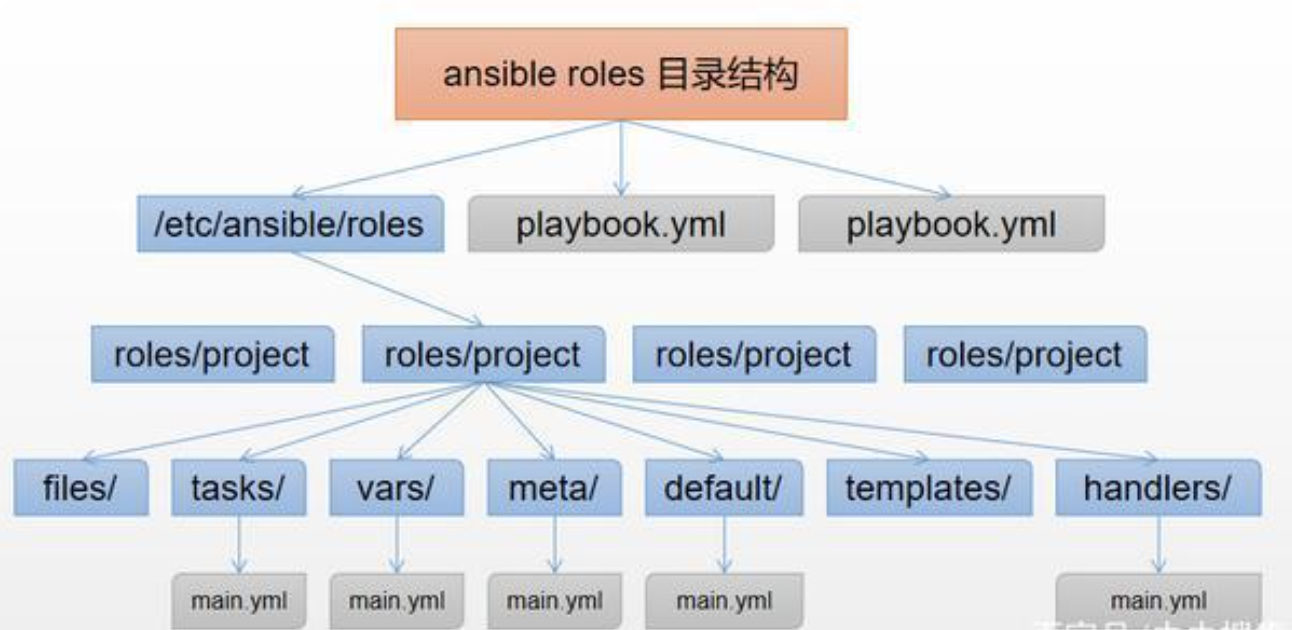 ansible roles 目录结构
/etc/ansible/roles
playbook.yml
playbook.yml
roles/project
roles/project
roles/project
roles/project
files/
tasks/
vars/
meta/
default/
templates/
handlers/
main.yml
main.yml
main.yml
main.yml
main.yml